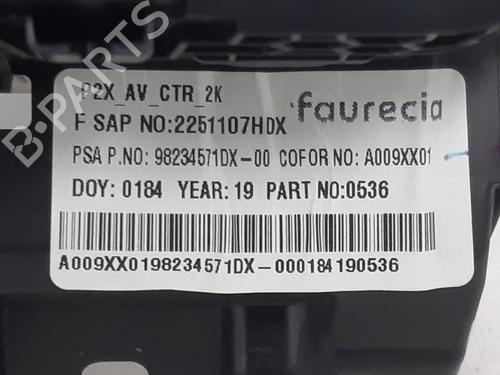 P2X_AV_CTR_2K
faurecia
F SAP NO:2251107HDX
PSA P.NO: 98234571DX-00 COFOR NO: A009XX01
DOY: 0184 YEAR: 19 PART NO:0536
A009XX0198234571DX-000184190536
B-PARTS